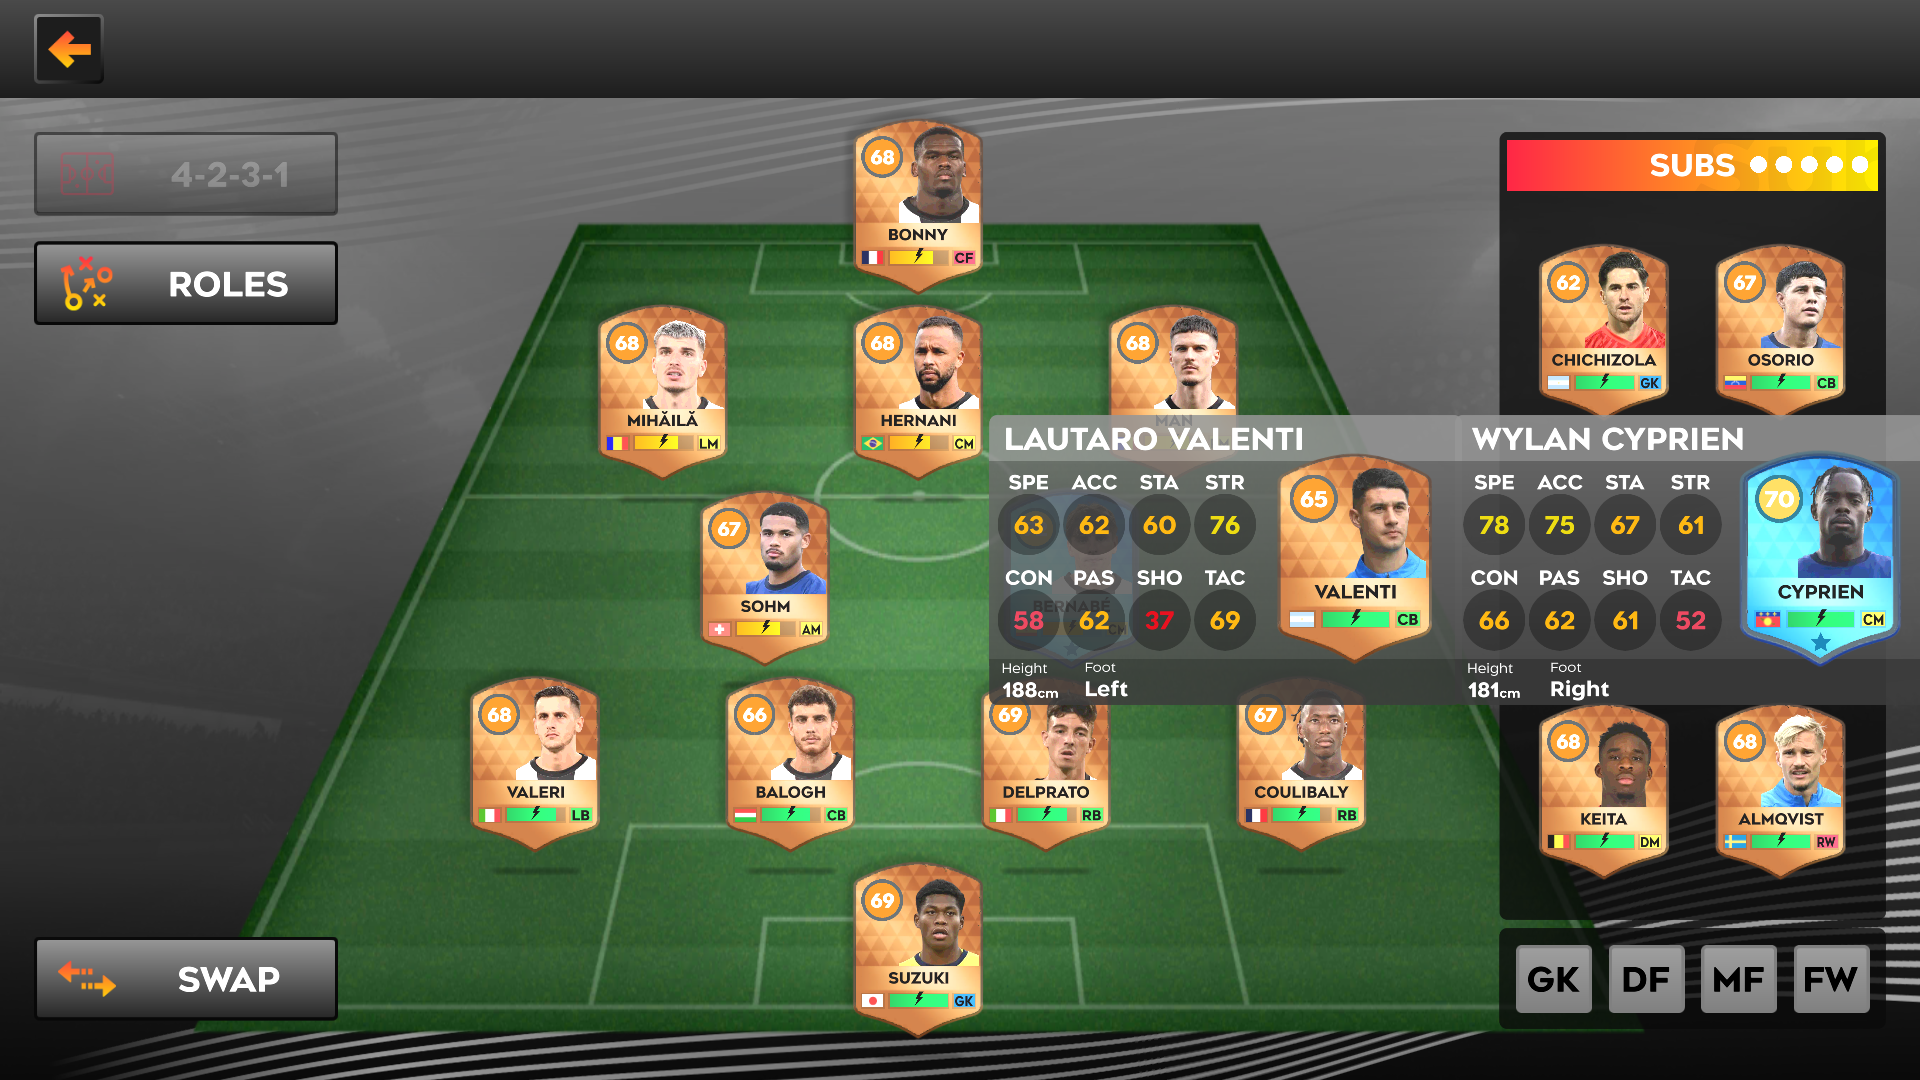 4-2-3-1
ROLES
SWAP
68
BONNY
CF
68
MIHĂILĂ
LM
68
HERNANI
CM
68
MAN
67
SOHM
AM
BERNABÉ
CM
68
VALERI
LB
66
BALOGH
CB
69
DELPRATO
RB
67
COULIBALY
RB
69
SUZUKI
GK
LAUTARO VALENTI
SPE ACC STA STR
63 62 60 76
CON PAS SHO TAC
58 62 37 69
Height Foot
188cm Left
65
VALENTI
CB
WYLAN CYPRIEN
SPE ACC STA STR
78 75 67 61
CON PAS SHO TAC
66 62 61 52
Height Foot
181cm Right
70
CYPRIEN
CM
SUBS
62
CHICHIZOLA
GK
67
OSORIO
CB
68
KEITA
DM
68
ALMQVIST
RW
GK DF MF FW